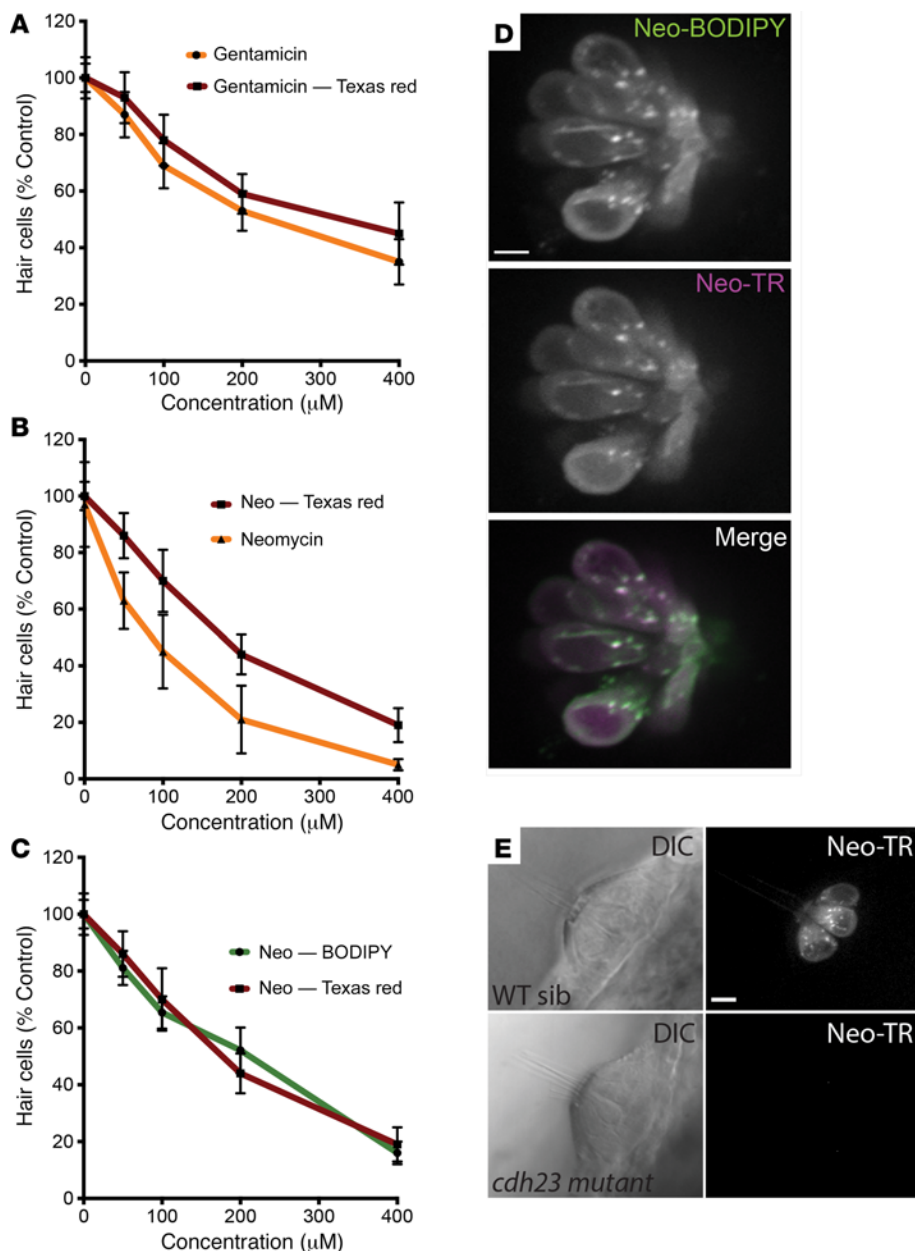 A
Gentamicin
Gentamicin — Texas red
120
100
80
60
40
20
0
Hair cells (% Control)
0 100 200 300 400
Concentration (µM)
B
Neo — Texas red
Neomycin
120
100
80
60
40
20
0
Hair cells (% Control)
0 100 200 300 400
Concentration (µM)
C
Neo — BODIPY
Neo — Texas red
120
100
80
60
40
20
0
Hair cells (% Control)
0 100 200 300 400
Concentration (µM)
D
Neo-BODIPY
Neo-TR
Merge
E
DIC
Neo-TR
WT sib
DIC
Neo-TR
cdh23 mutant